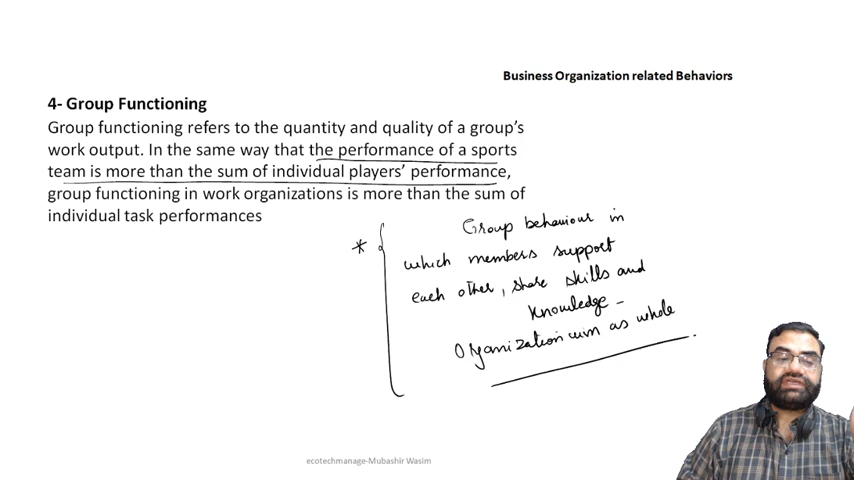 Business Organization related Behaviors
4- Group Functioning
Group functioning refers to the quantity and quality of a group's
work output. In the same way that the performance of a sports
team is more than the sum of individual players' performance,
group functioning in work organizations is more than the sum of
individual task performances
* { Group behaviour in
which members support
each other, share skills and
Knowledge -
Organization wim as whole
ecotechmanage-Mubashir Wasim